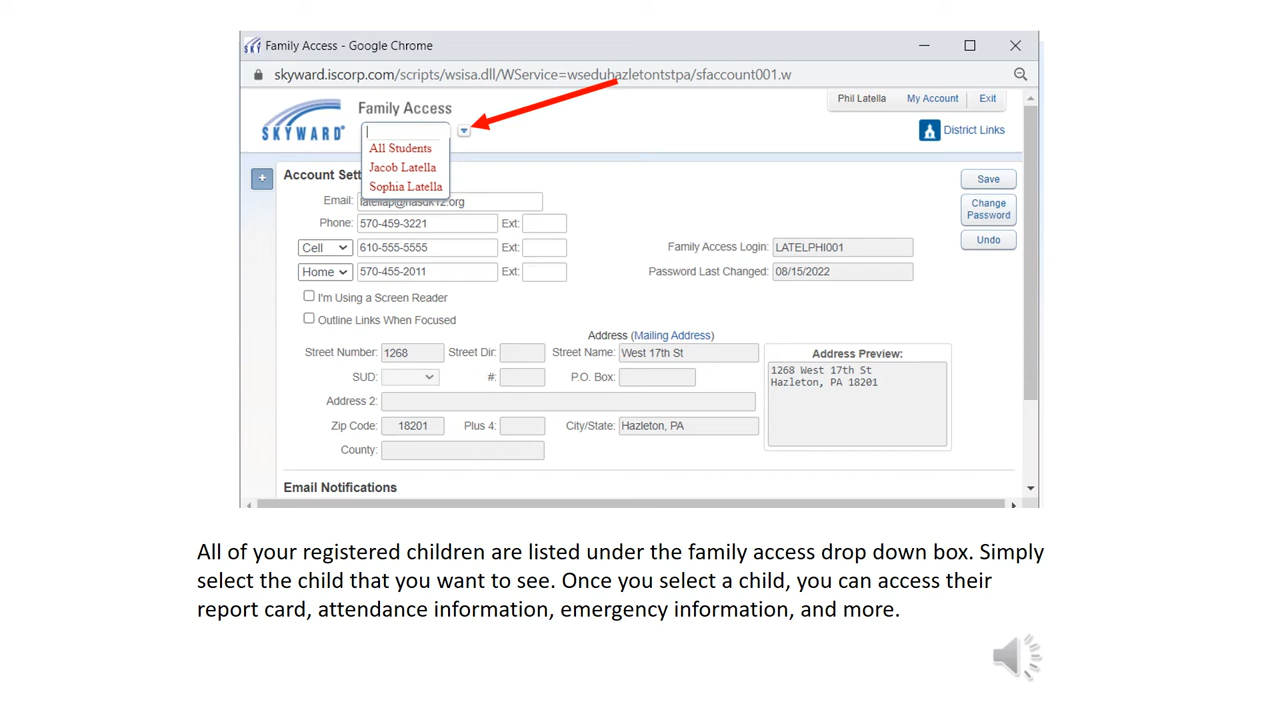 Family Access - Google Chrome
skyward.iscorp.com/scripts/wsisa.dll/WService=wseduhazletontstpa/sfaccount001.w
SKYWARD
Family Access
Phil Latella My Account Exit
District Links
All Students
Jacob Latella
Sophia Latella
Account Sett
Save
Change
Password
Undo
Email: latellap@hasdk12.org
Phone: 570-459-3221 Ext:
Cell 610-555-5555 Ext: Family Access Login: LATELPHI001
Home 570-455-2011 Ext: Password Last Changed: 08/15/2022
I'm Using a Screen Reader
Outline Links When Focused
Address (Mailing Address)
Street Number: 1268 Street Dir: Street Name: West 17th St
SUD: #: P.O. Box:
Address 2:
Zip Code: 18201 Plus 4: City/State: Hazleton, PA
County:
Address Preview:
1268 West 17th St
Hazleton, PA 18201
Email Notifications
All of your registered children are listed under the family access drop down box. Simply
select the child that you want to see. Once you select a child, you can access their
report card, attendance information, emergency information, and more.